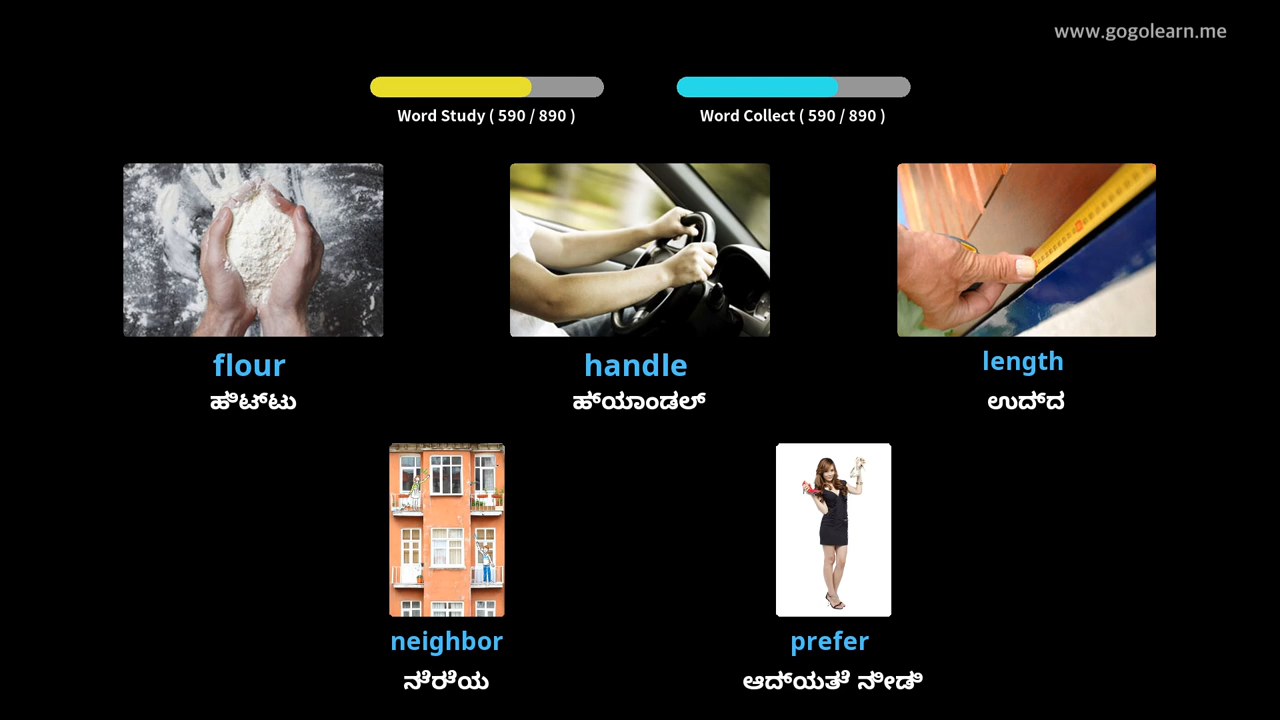 www.gogolearn.me
Word Study ( 590 / 890 )
Word Collect ( 590 / 890 )
flour
ಹಿಟ್ಟು
handle
ಹ್ಯಾಂಡಲ್
length
ಉದ್ದ
neighbor
ನೆರೆಯ
prefer
ಆದ್ಯತೆ ನೀಡಿ